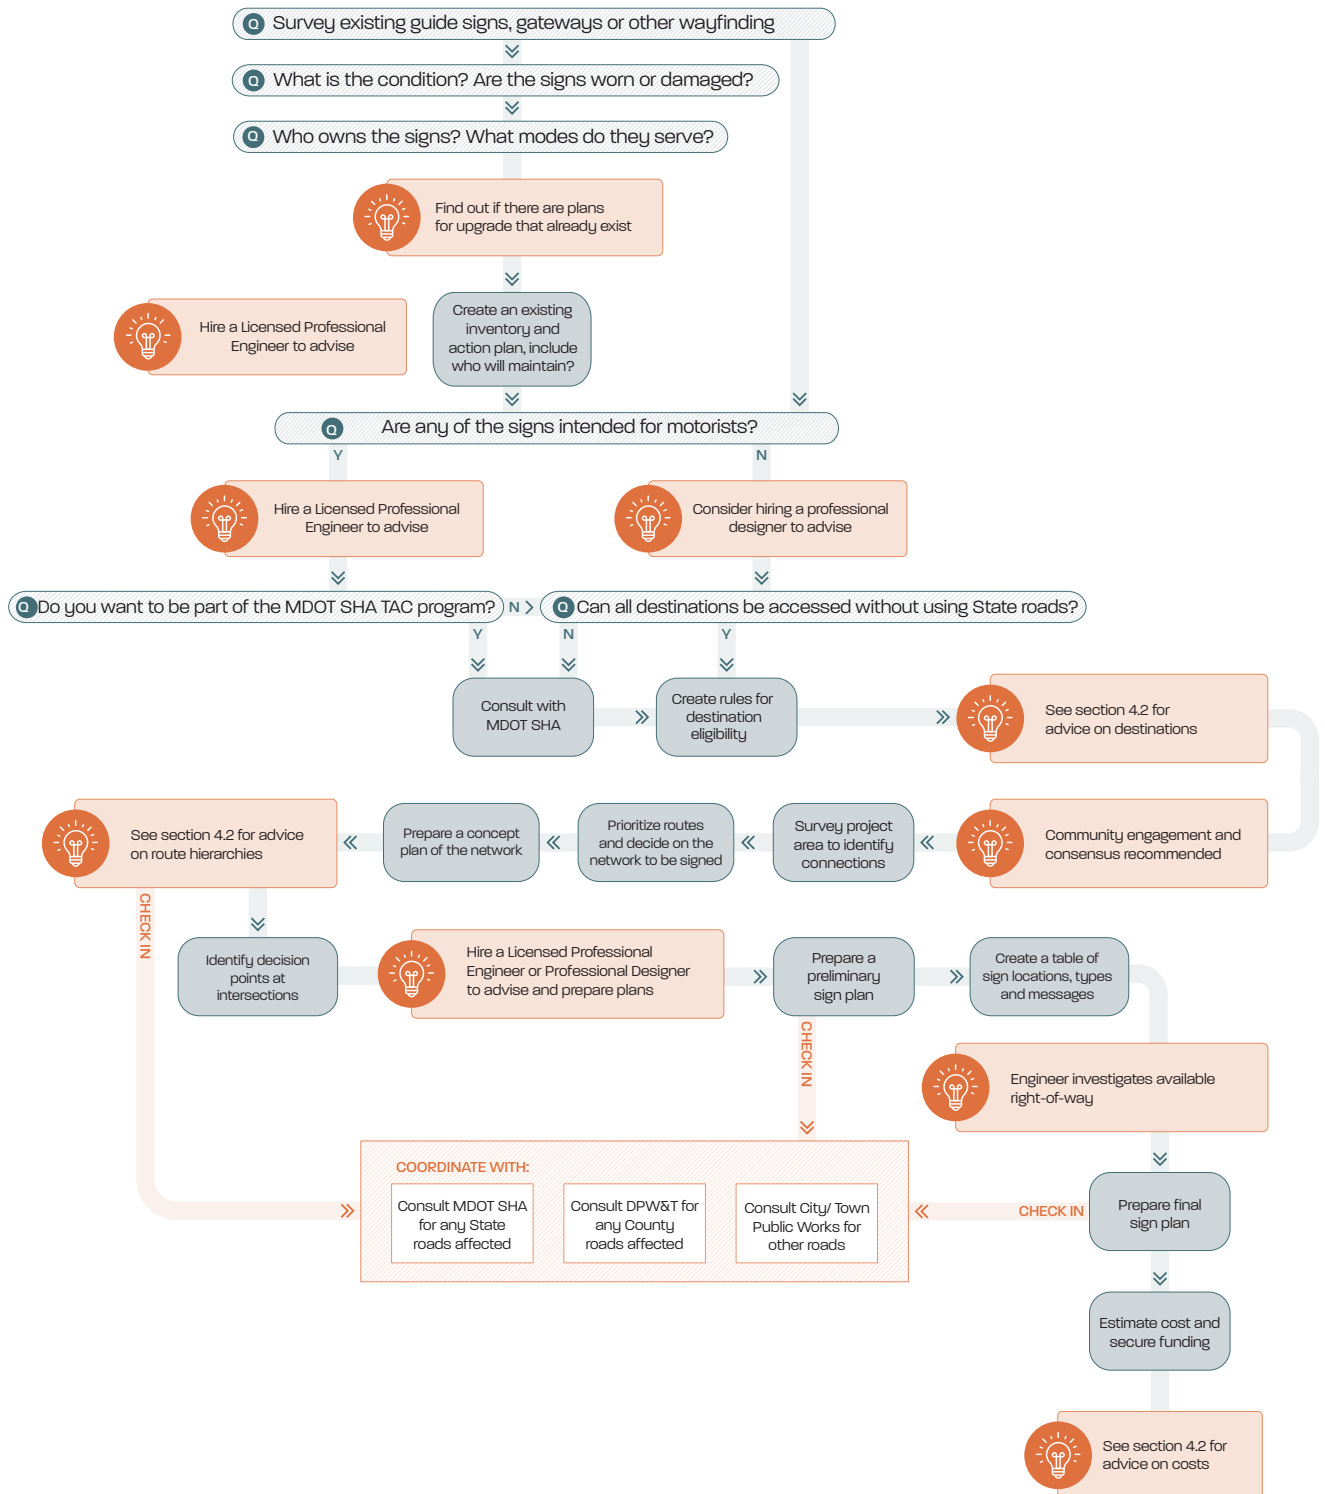 Q Survey existing guide signs, gateways or other wayfinding
Q What is the condition? Are the signs worn or damaged?
Q Who owns the signs? What modes do they serve?
Find out if there are plans
for upgrade that already exist
Hire a Licensed Professional
Engineer to advise
Create an existing
inventory and
action plan, include
who will maintain?
Q Are any of the signs intended for motorists?
Y
N
Hire a Licensed Professional
Engineer to advise
Consider hiring a professional
designer to advise
Q Do you want to be part of the MDOT SHA TAC program?
N
Q Can all destinations be accessed without using State roads?
Y
N
Y
Consult with
MDOT SHA
Create rules for
destination
eligibility
See section 4.2 for
advice on destinations
Community engagement and
consensus recommended
Survey project
area to identify
connections
Prioritize routes
and decide on the
network to be signed
Prepare a concept
plan of the network
See section 4.2 for advice
on route hierarchies
CHECK IN
Identify decision
points at
intersections
Hire a Licensed Professional
Engineer or Professional Designer
to advise and prepare plans
Prepare a
preliminary
sign plan
Create a table of
sign locations, types
and messages
CHECK IN
Engineer investigates available
right-of-way
COORDINATE WITH:
Consult MDOT SHA
for any State
roads affected
Consult DPW&T for
any County
roads affected
Consult City/ Town
Public Works for
other roads
CHECK IN
Prepare final
sign plan
Estimate cost and
secure funding
See section 4.2 for
advice on costs